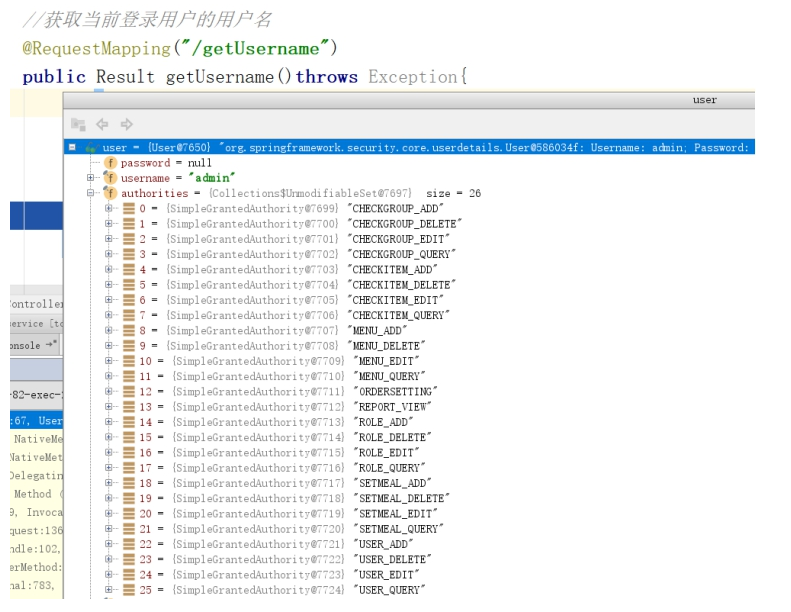 //获取当前登录用户的用户名
@RequestMapping("/getUsername")
public Result getUsername()throws Exception{
user
user = {User@7650} "org.springframework.security.core.userdetails.User@586034f: Username: admin; Password:
f password = null
f username = "admin"
f authorities = {Collections$UnmodifiableSet@7697} size = 26
0 = {SimpleGrantedAuthority@7699} "CHECKGROUP_ADD"
1 = {SimpleGrantedAuthority@7700} "CHECKGROUP_DELETE"
2 = {SimpleGrantedAuthority@7701} "CHECKGROUP_EDIT"
3 = {SimpleGrantedAuthority@7702} "CHECKGROUP_QUERY"
4 = {SimpleGrantedAuthority@7703} "CHECKITEM_ADD"
5 = {SimpleGrantedAuthority@7704} "CHECKITEM_DELETE"
6 = {SimpleGrantedAuthority@7705} "CHECKITEM_EDIT"
Controller
7 = {SimpleGrantedAuthority@7706} "CHECKITEM_QUERY"
ervice [to
8 = {SimpleGrantedAuthority@7707} "MENU_ADD"
onsole →"
9 = {SimpleGrantedAuthority@7708} "MENU_DELETE"
10 = {SimpleGrantedAuthority@7709} "MENU_EDIT"
11 = {SimpleGrantedAuthority@7710} "MENU_QUERY"
-82-exec-
12 = {SimpleGrantedAuthority@7711} "ORDERSETTING"
13 = {SimpleGrantedAuthority@7712} "REPORT_VIEW"
:67, User
14 = {SimpleGrantedAuthority@7713} "ROLE_ADD"
NativeMe
15 = {SimpleGrantedAuthority@7714} "ROLE_DELETE"
NativeMet
16 = {SimpleGrantedAuthority@7715} "ROLE_EDIT"
Delegatin
17 = {SimpleGrantedAuthority@7716} "ROLE_QUERY"
18 = {SimpleGrantedAuthority@7717} "SETMEAL_ADD"
Method (
19 = {SimpleGrantedAuthority@7718} "SETMEAL_DELETE"
9, Invoca
20 = {SimpleGrantedAuthority@7719} "SETMEAL_EDIT"
quest:136
21 = {SimpleGrantedAuthority@7720} "SETMEAL_QUERY"
ndle:102,
22 = {SimpleGrantedAuthority@7721} "USER_ADD"
erMethod:
23 = {SimpleGrantedAuthority@7722} "USER_DELETE"
24 = {SimpleGrantedAuthority@7723} "USER_EDIT"
nal:783,
25 = {SimpleGrantedAuthority@7724} "USER_QUERY"